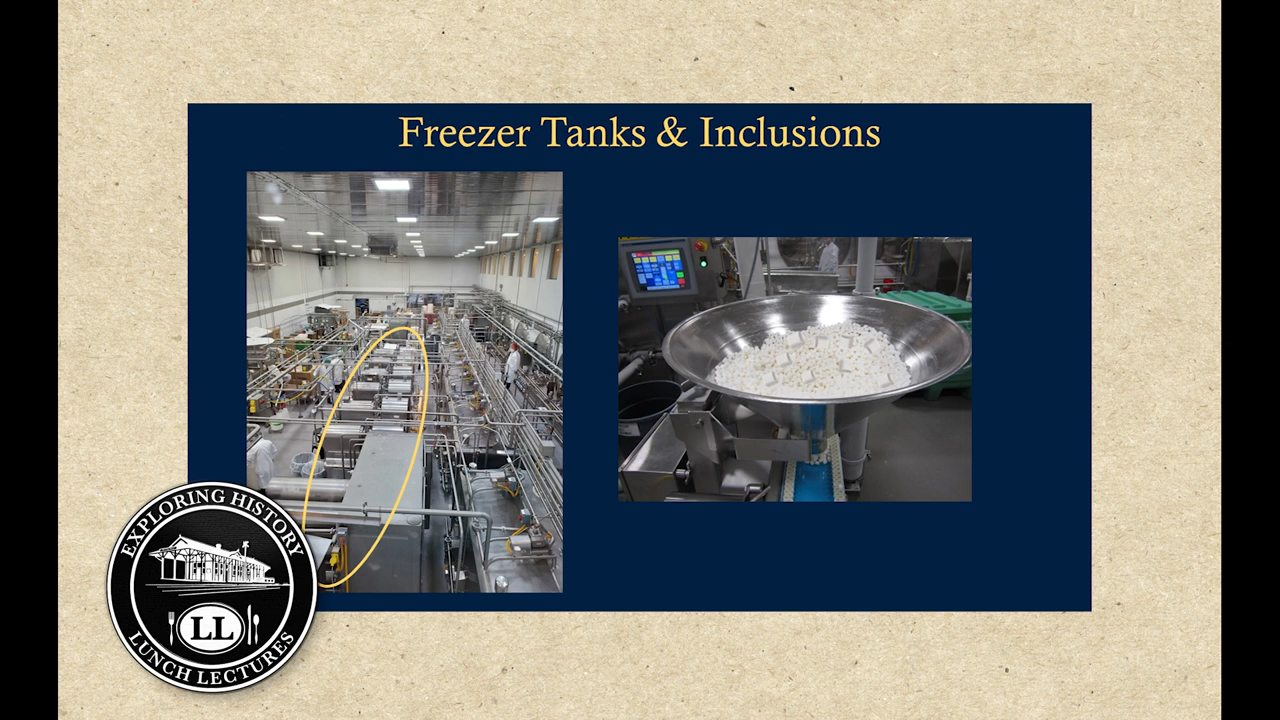 Freezer Tanks & Inclusions
EXPLORING HISTORY
LL
LUNCH LECTURES